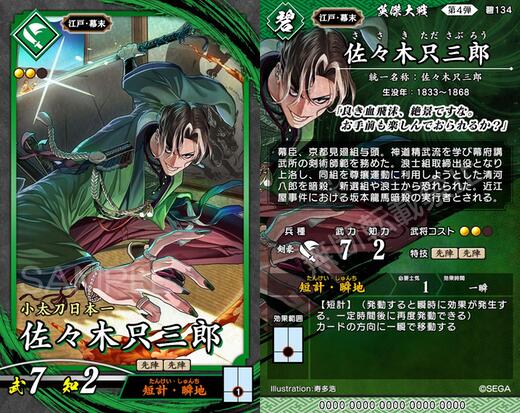 江戸・幕末
SAMPLE
小太刀日本一
佐々木只三郎
先陣 先陣
武7 知2
たんけい・しゅんち
短計・瞬地
1
碧
江戸・幕末
英傑大戦
第4弾
碧134
ささきたださぶろう
佐々木只三郎
統一名称:佐々木只三郎
生没年:1833~1868
「良き血飛沫、絶景ですな。
お手前も楽しんでおられるか?」
幕臣、京都見廻組与頭。神道精武流を学び幕府講
武所の剣術師範を務めた。浪士組取締出役となり
上洛し、同組を尊攘運動に利用しようとした清河
八郎を暗殺、新選組や浪士から恐れられた。近江
屋事件における坂本龍馬暗殺の実行者とされる。
兵種 武力 知力 武将コスト
剣豪 7 2
特技 先陣 先陣
たんけい・しゅんち
短計・瞬地
必要士気
1
効果時間
一瞬
効果範囲
【短計】(発動すると瞬時に効果が発生す
る。一定時間後に再度発動できる)
カードの方向に一瞬で移動する
Illustration:寿多浩
©SEGA
0000-0000-0000-0000-0000